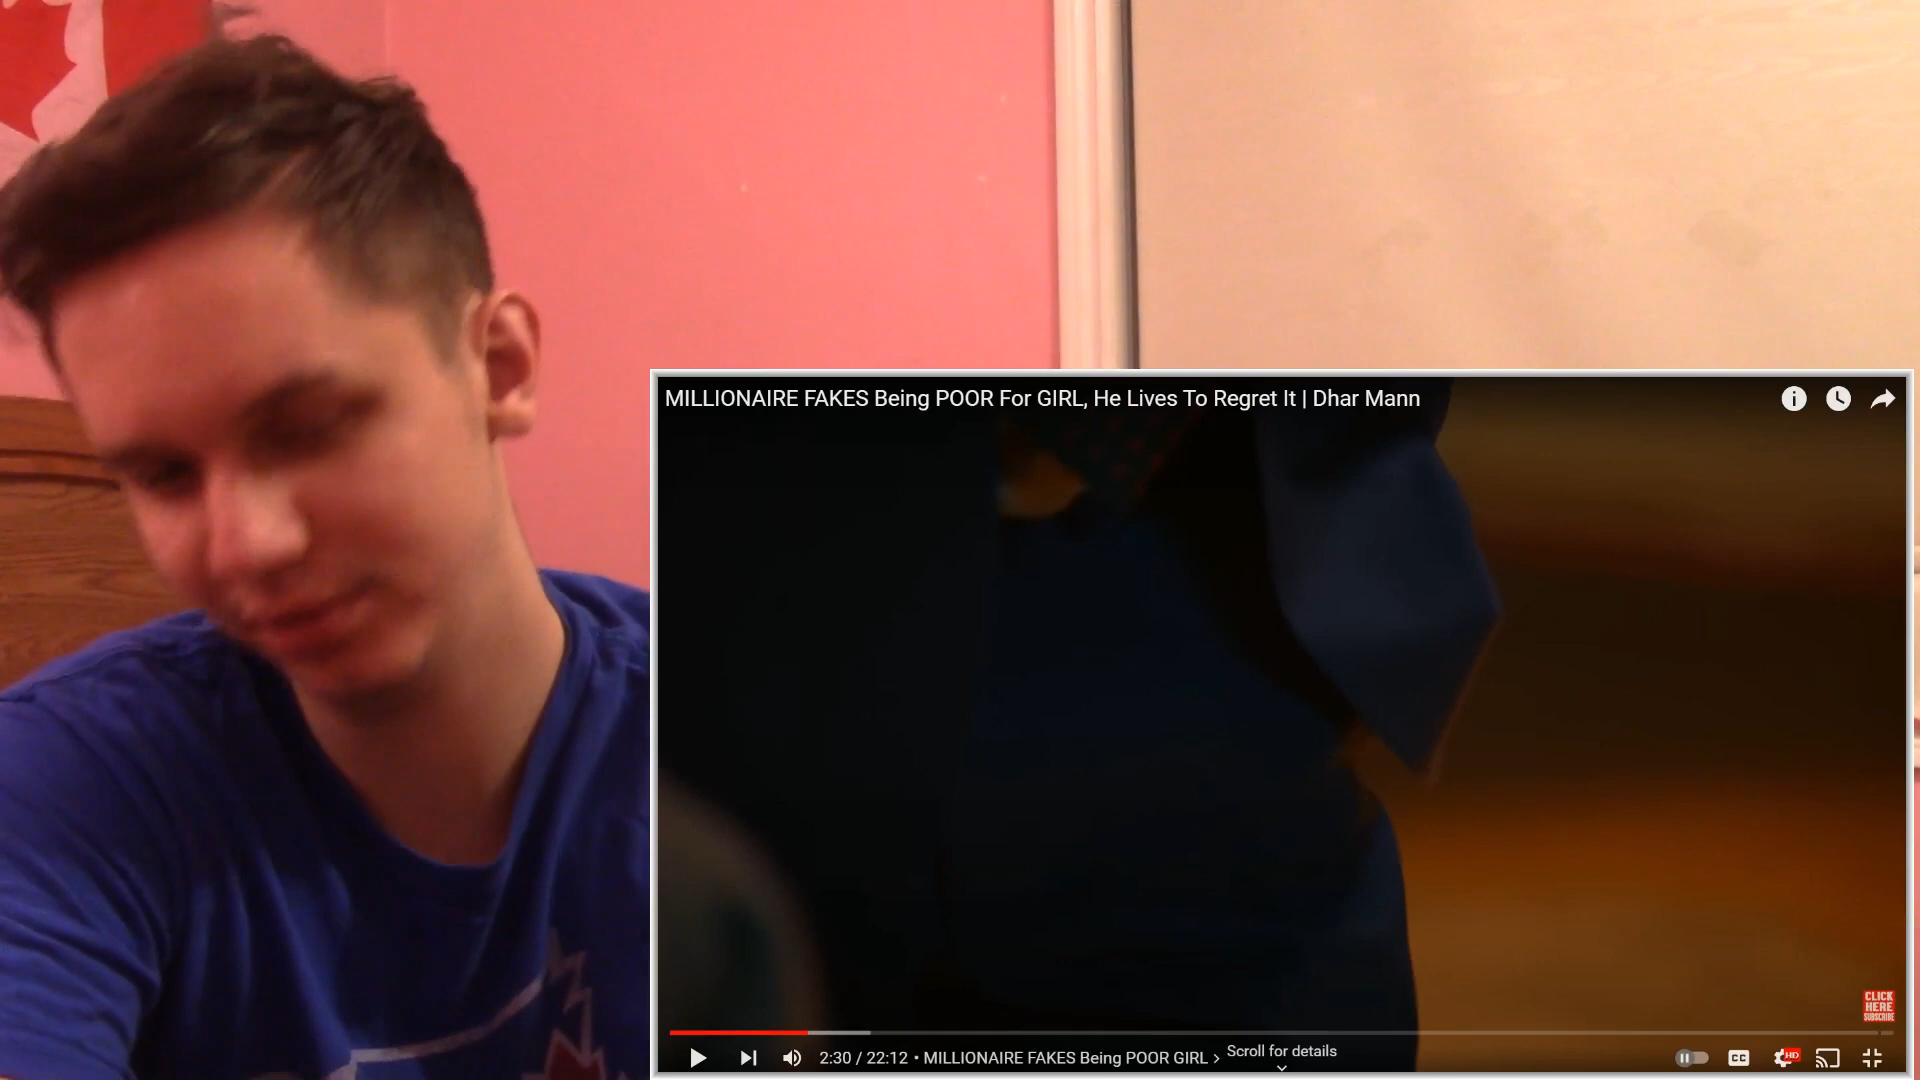 MILLIONAIRE FAKES Being POOR For GIRL, He Lives To Regret It | Dhar Mann
CLICK
HERE
SUBSCRIBE
2:30 / 22:12 • MILLIONAIRE FAKES Being POOR GIRL >
Scroll for details
CC
HD